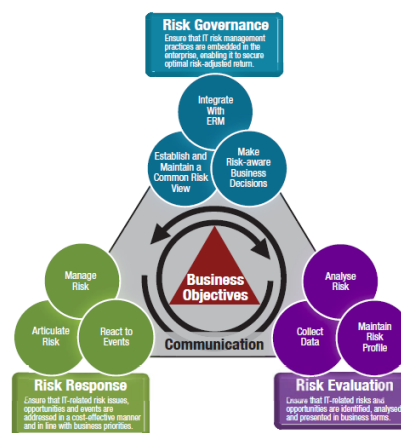 Risk Governance
Ensure that IT risk management
practices are embedded in the
enterprise, enabling it to secure
optimal risk-adjusted return.
Integrate
With
ERM
Establish and
Maintain a
Common Risk
View
Make
Risk-aware
Business
Decisions
Business
Objectives
Communication
Manage
Risk
Articulate
Risk
React to
Events
Analyse
Risk
Collect
Data
Maintain
Risk
Profile
Risk Response
Ensure that IT-related risk issues,
opportunities and events are
addressed in a cost-effective manner
and in line with business priorities.
Risk Evaluation
Ensure that IT-related risks and
opportunities are identified, analysed
and presented in business terms.